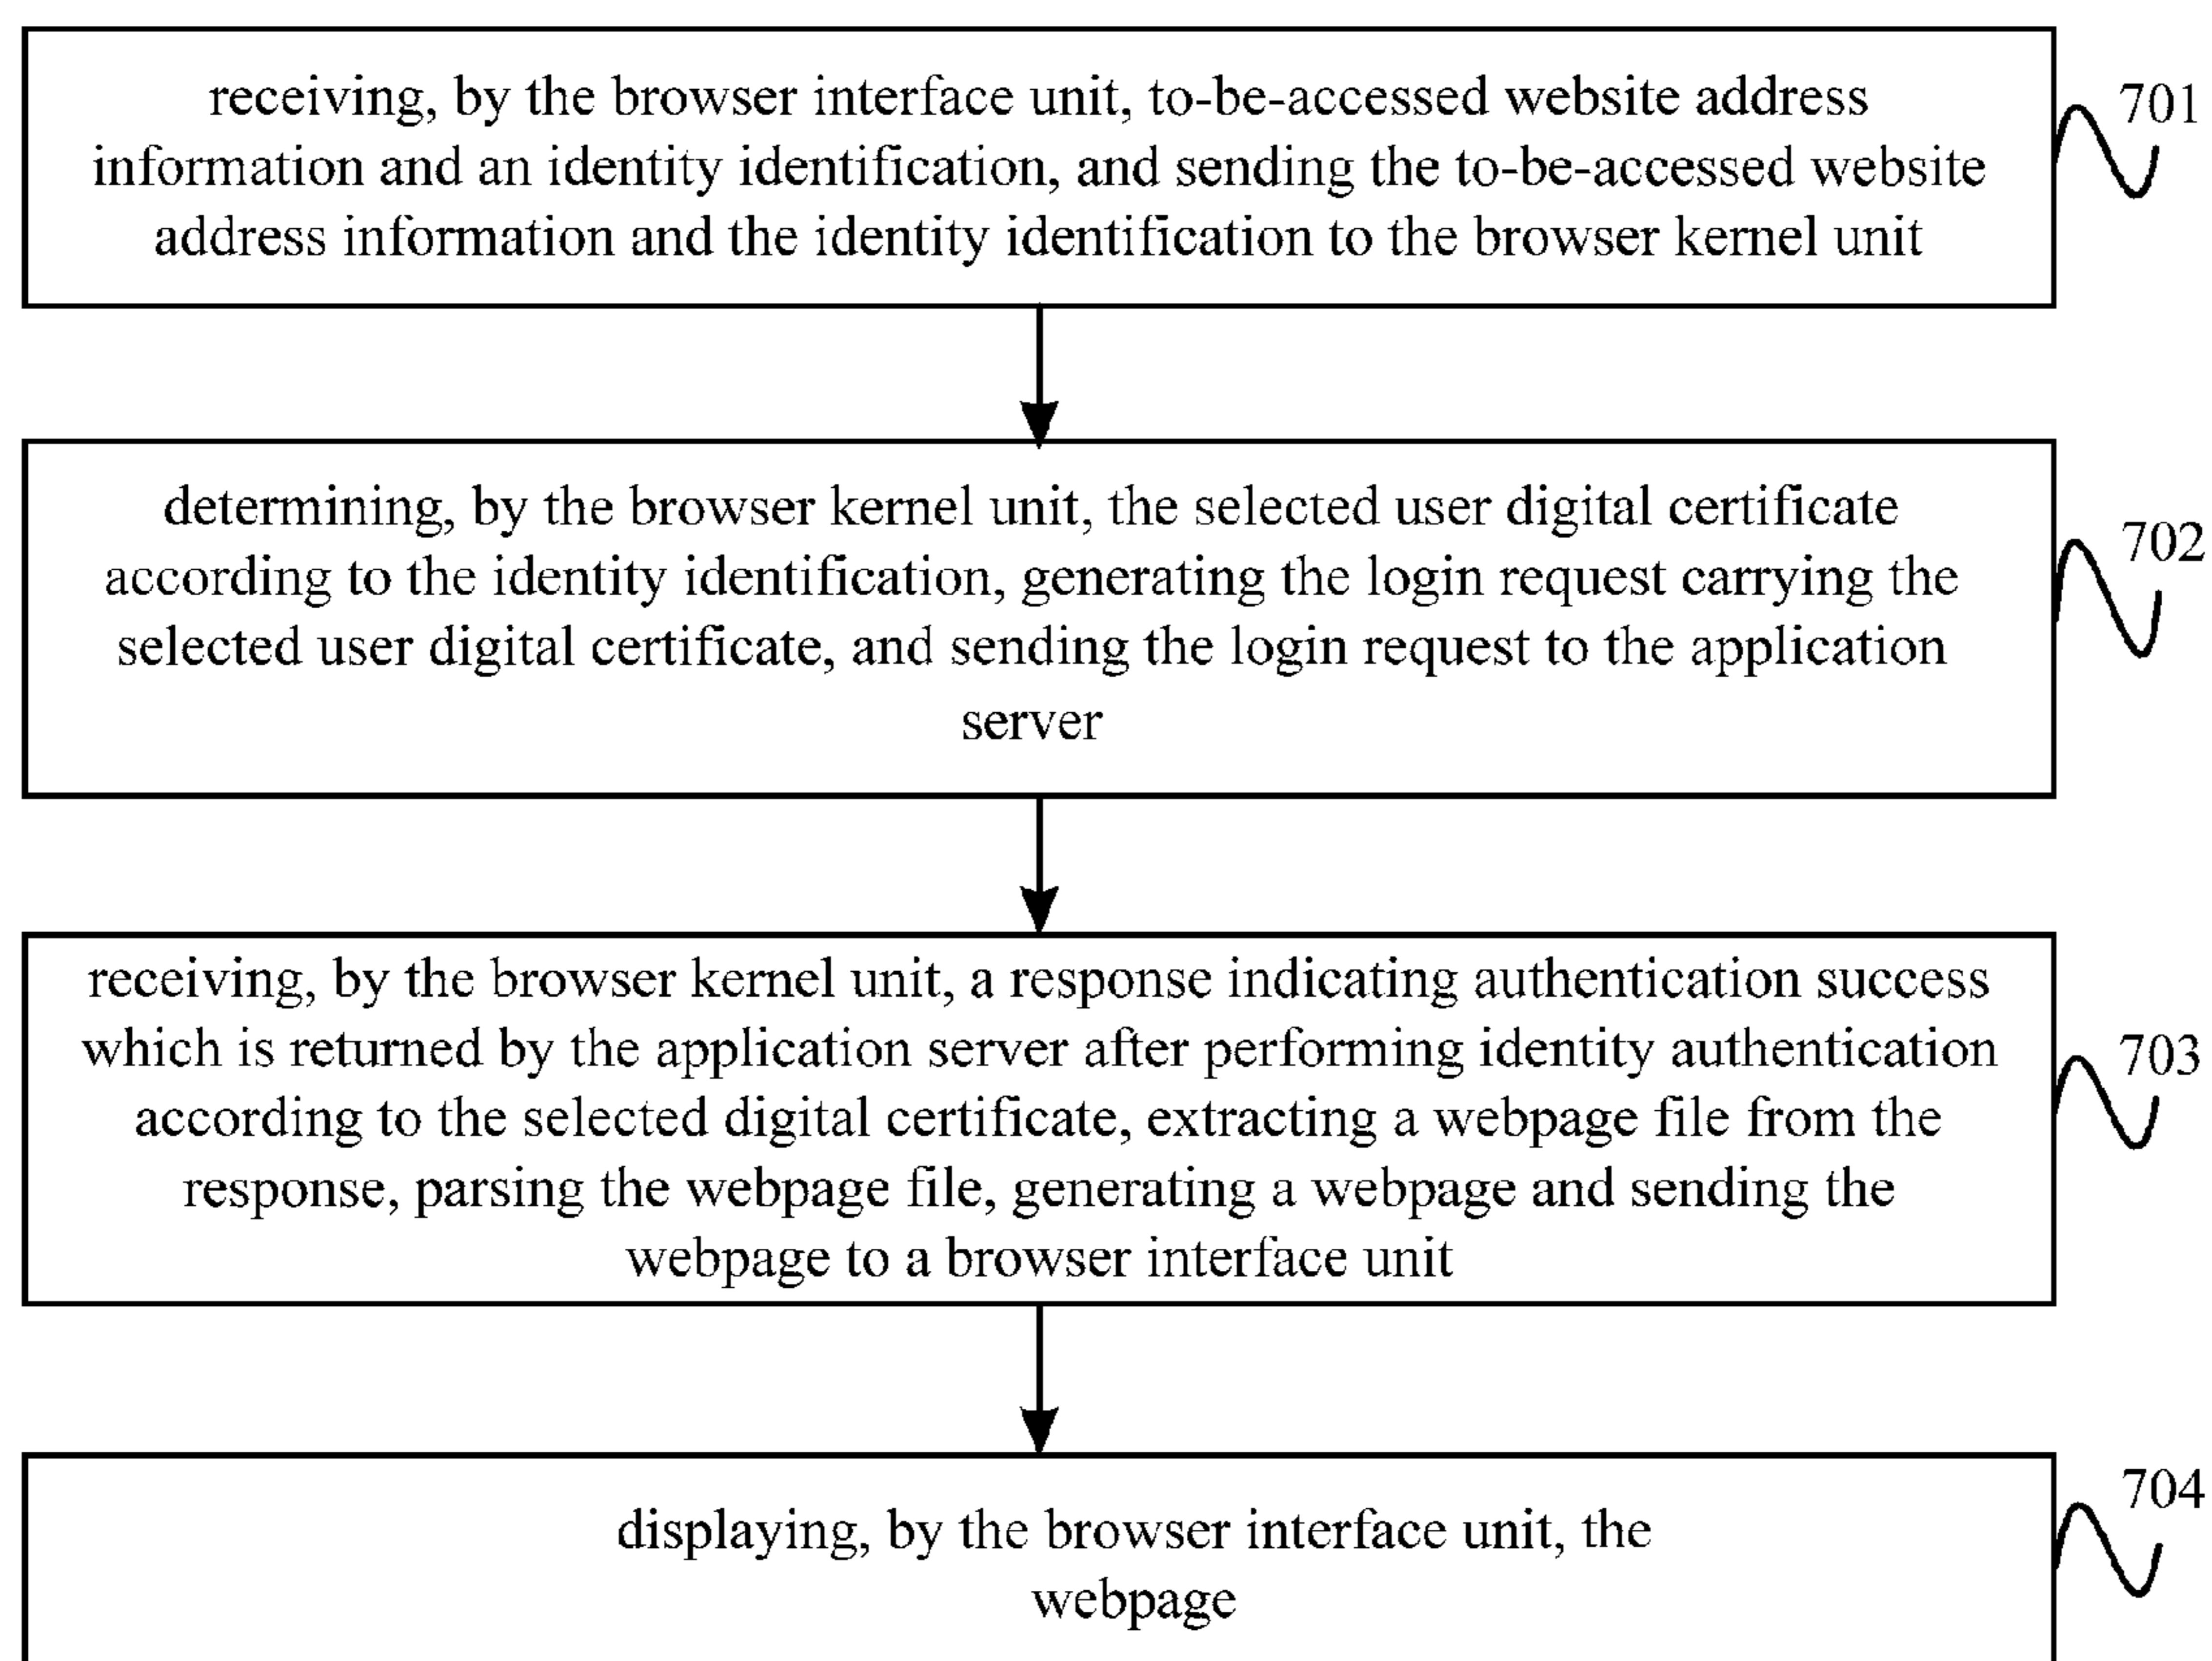 receiving, by the browser interface unit, to-be-accessed website address
information and an identity identification, and sending the to-be-accessed website
address information and the identity identification to the browser kernel unit
701
determining, by the browser kernel unit, the selected user digital certificate
according to the identity identification, generating the login request carrying the
selected user digital certificate, and sending the login request to the application
server
702
receiving, by the browser kernel unit, a response indicating authentication success
which is returned by the application server after performing identity authentication
according to the selected digital certificate, extracting a webpage file from the
response, parsing the webpage file, generating a webpage and sending the
webpage to a browser interface unit
703
displaying, by the browser interface unit, the
webpage
704